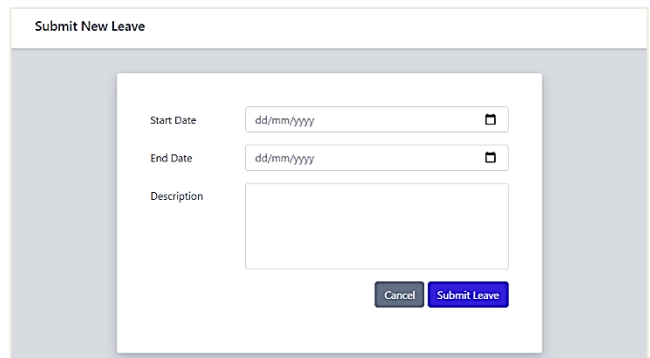 Submit New Leave
Start Date dd/mm/yyyy
End Date dd/mm/yyyy
Description
Cancel Submit Leave